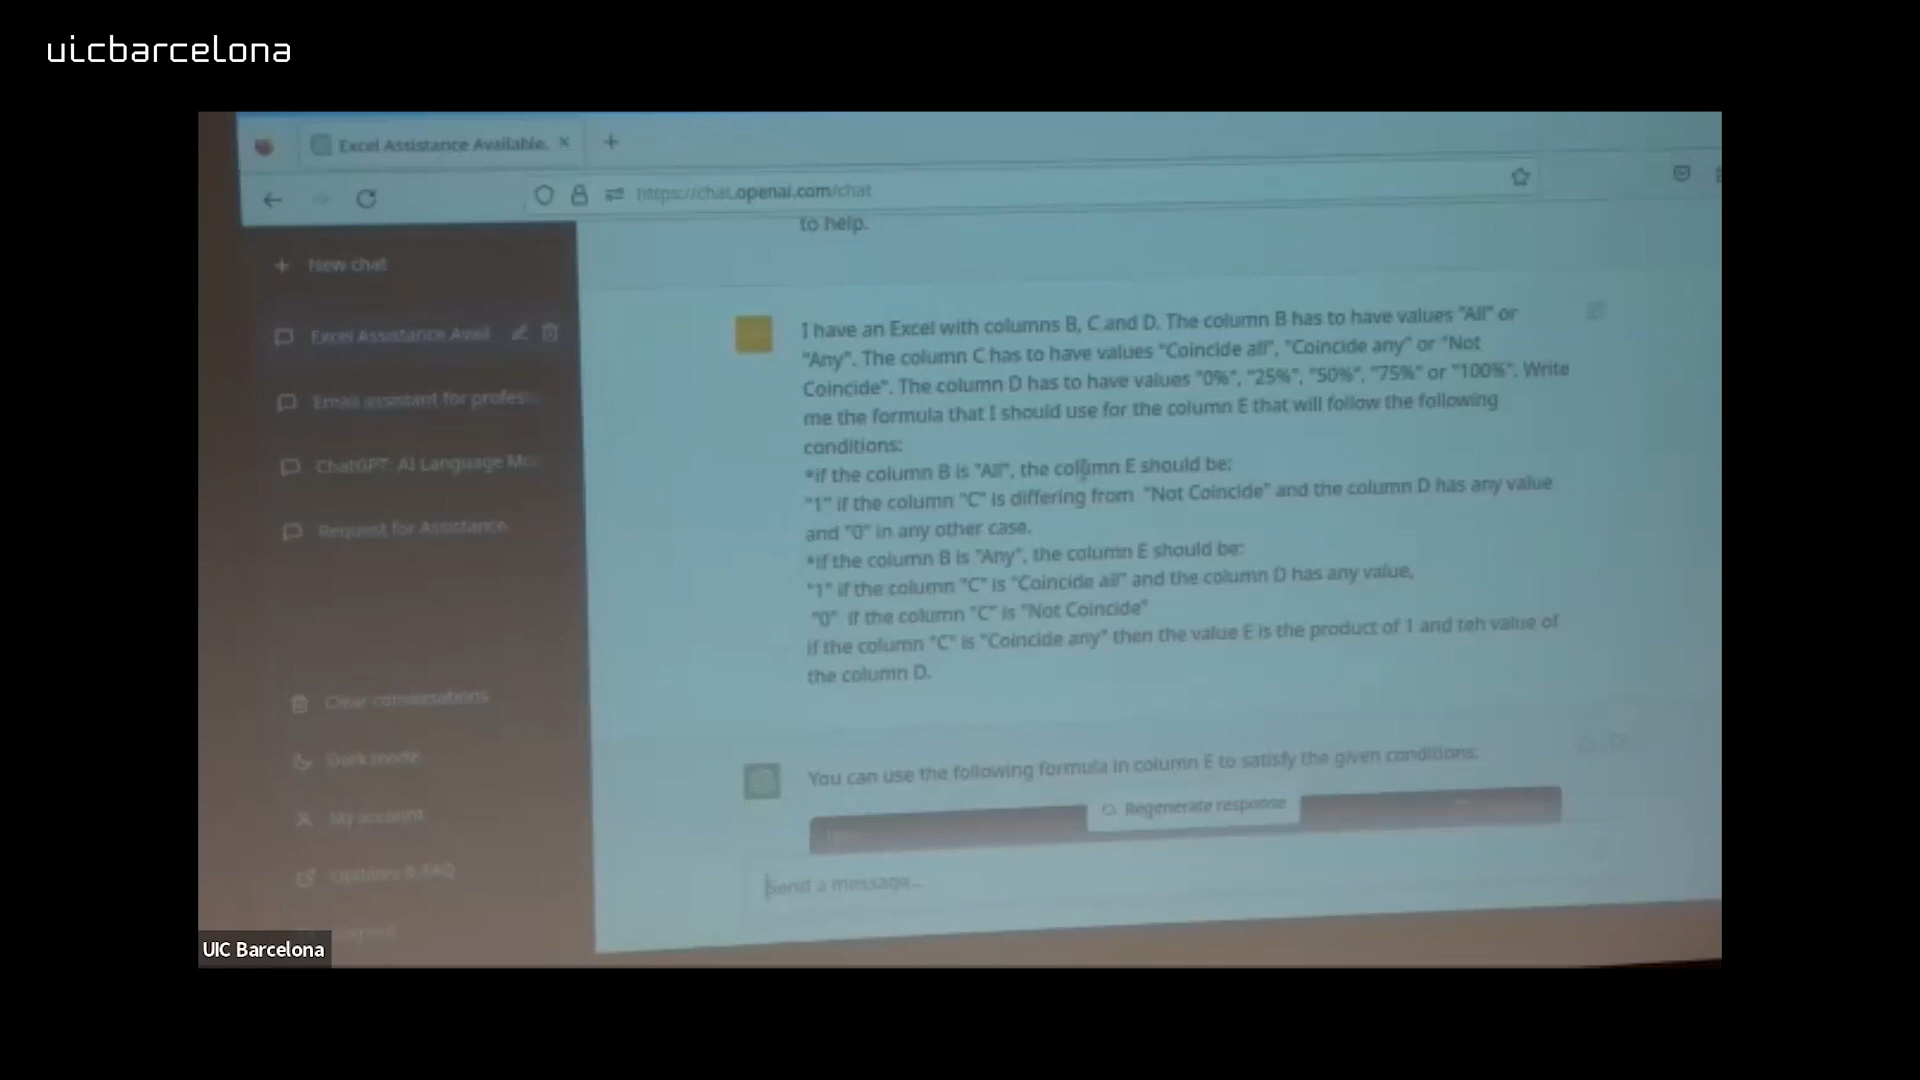 uicbarcelona
Excel Assistance Available.
https://chat.openai.com/chat
to help.
New chat
Excel Assistance Avail
Email assistant for profess
ChatGPT: AI Language Mo
Request for Assistance
I have an Excel with columns B, C and D. The column B has to have values "All" or
"Any". The column C has to have values "Coincide all", "Coincide any" or "Not
Coincide". The column D has to have values "0%", "25%", "50%", "75%" or "100%". Write
me the formula that I should use for the column E that will follow the following
conditions:
*if the column B is "All", the column E should be:
"1" if the column "C" is differing from "Not Coincide" and the column D has any value
and "0" in any other case.
*if the column B is "Any", the column E should be:
"1" if the column "C" is "Coincide all" and the column D has any value,
"0" if the column "C" is "Not Coincide"
if the column "C" is "Coincide any" then the value E is the product of 1 and teh value of
the column D.
You can use the following formula in column E to satisfy the given conditions:
Regenerate response
Send a message...
Clear conversations
Dark mode
My account
Updates & FAQ
Log out
UIC Barcelona